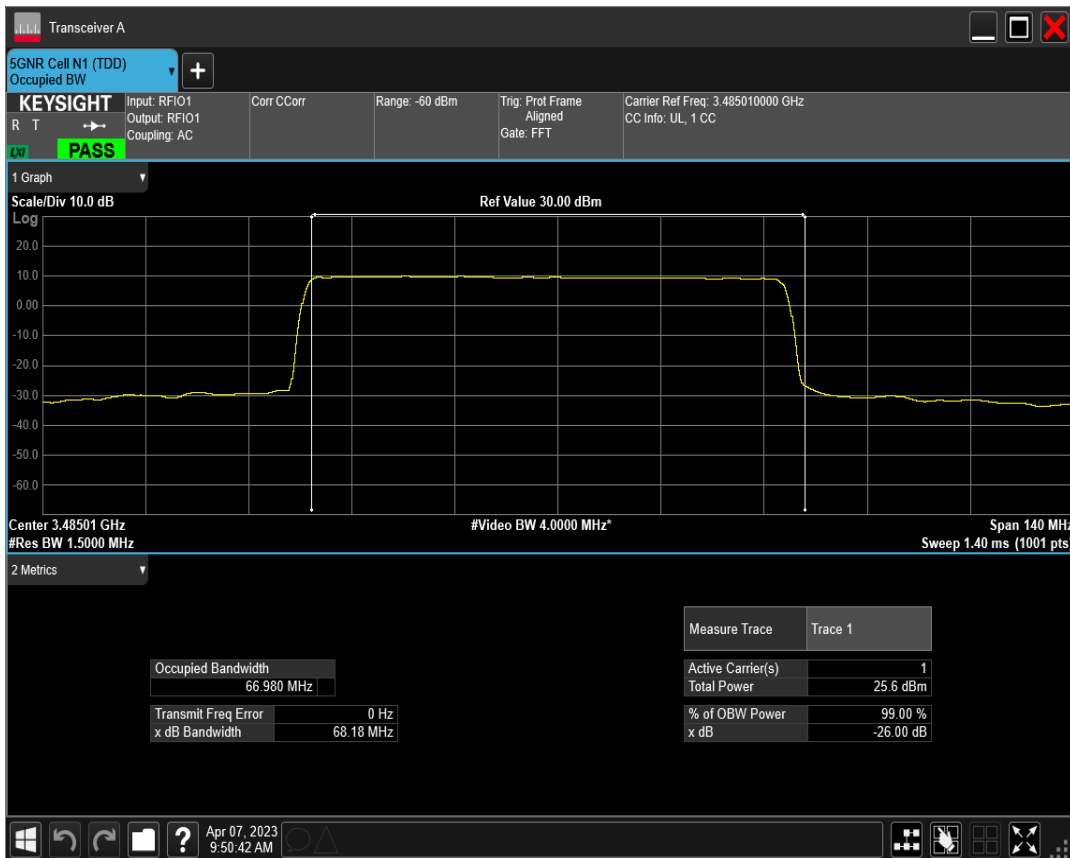 Transceiver A
5GNR Cell N1 (TDD)
Occupied BW
KEYSIGHT
R T
LXI
PASS
Input: RFIO1
Output: RFIO1
Coupling: AC
Corr CCorr
Range: -60 dBm
Trig: Prot Frame
Aligned
Gate: FFT
Carrier Ref Freq: 3.485010000 GHz
CC Info: UL, 1 CC
1 Graph
Scale/Div 10.0 dB
Ref Value 30.00 dBm
Log
20.0
10.0
0.00
-10.0
-20.0
-30.0
-40.0
-50.0
-60.0
Center 3.48501 GHz
#Video BW 4.0000 MHz*
Span 140 MHz
#Res BW 1.5000 MHz
Sweep 1.40 ms (1001 pts)
2 Metrics
Measure Trace Trace 1
Occupied Bandwidth
66.980 MHz
Active Carrier(s) 1
Total Power 25.6 dBm
Transmit Freq Error 0 Hz
x dB Bandwidth 68.18 MHz
% of OBW Power 99.00 %
x dB -26.00 dB
?
Apr 07, 2023
9:50:42 AM